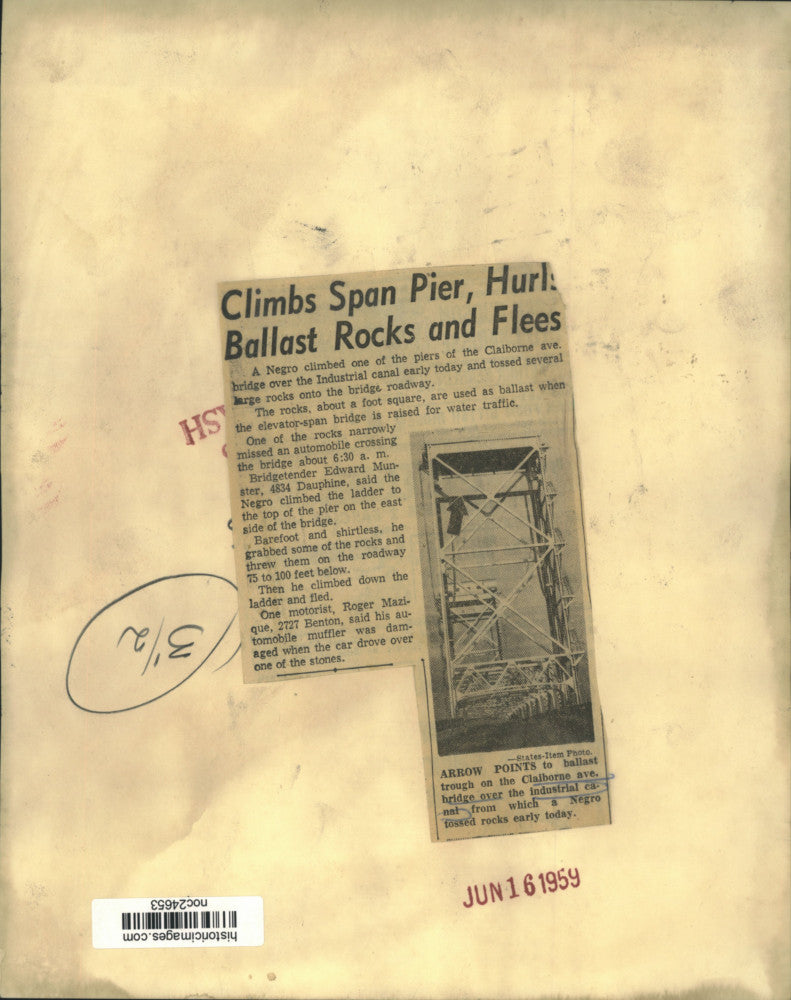 Climbs Span Pier, Hurls
Ballast Rocks and Flees
A Negro climbed one of the piers of the Claiborne ave.
bridge over the Industrial canal early today and tossed several
large rocks onto the bridge roadway.
The rocks, about a foot square, are used as ballast when
the elevator-span bridge is raised for water traffic.
One of the rocks narrowly
missed an automobile crossing
the bridge about 6:30 a. m.
Bridgetender Edward Mun-
ster, 4834 Dauphine, said the
Negro climbed the ladder to
the top of the pier on the east
side of the bridge.
Barefoot and shirtless, he
grabbed some of the rocks and
threw them on the roadway
75 to 100 feet below.
Then he climbed down the
ladder and fled.
One motorist, Roger Mazi-
que, 2727 Benton, said his au-
tomobile muffler was dam-
aged when the car drove over
one of the stones.
—States-Item Photo.
ARROW POINTS to ballast
trough on the Claiborne ave.
bridge over the industrial ca-
nal from which a Negro
tossed rocks early today.
HS
3 1/2
JUN 16 1959
historicimages.com
noc24653